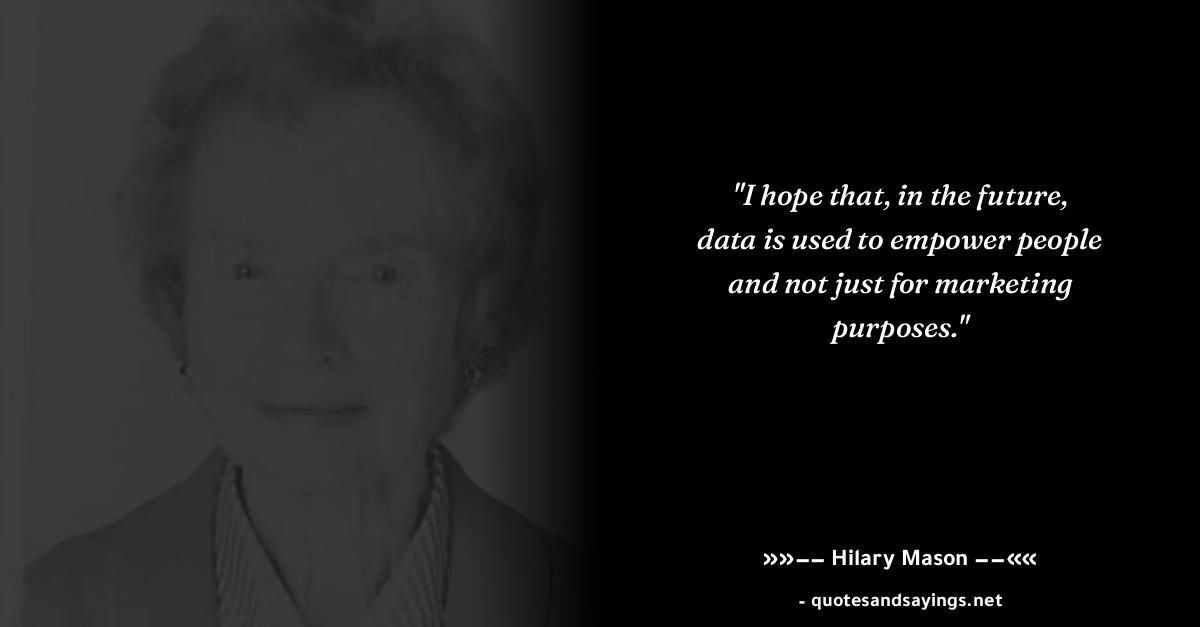 "I hope that, in the future,
data is used to empower people
and not just for marketing
purposes."
»»−− Hilary Mason −−««
- quotesandsayings.net